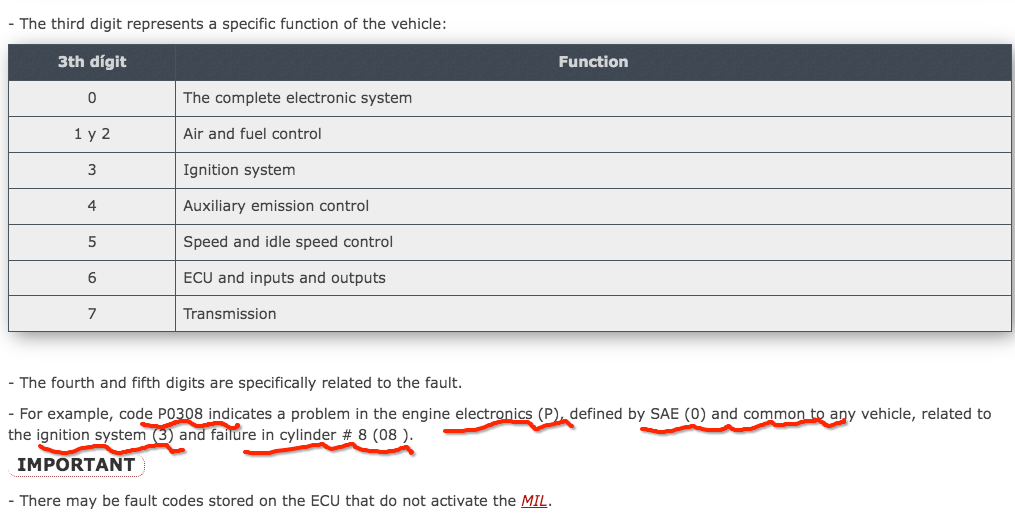 - The third digit represents a specific function of the vehicle:
3th dígit Function
0 The complete electronic system
1 y 2 Air and fuel control
3 Ignition system
4 Auxiliary emission control
5 Speed and idle speed control
6 ECU and inputs and outputs
7 Transmission
- The fourth and fifth digits are specifically related to the fault.
- For example, code P0308 indicates a problem in the engine electronics (P), defined by SAE (0) and common to any vehicle, related to
the ignition system (3) and failure in cylinder # 8 (08 ).
IMPORTANT
- There may be fault codes stored on the ECU that do not activate the MIL.